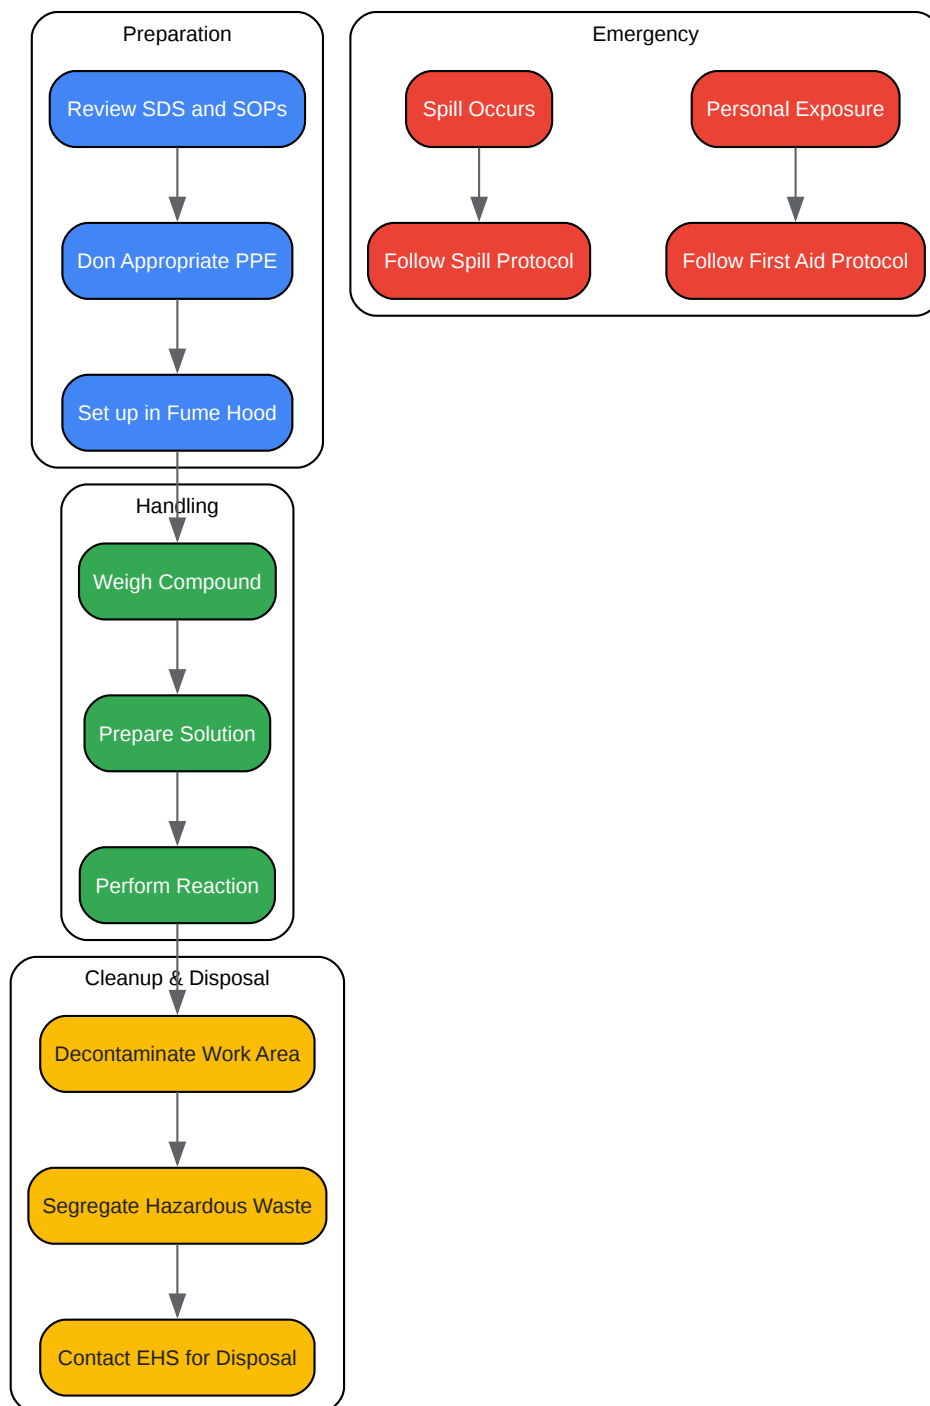 Preparation
Review SDS and SOPs
Don Appropriate PPE
Set up in Fume Hood
Handling
Weigh Compound
Prepare Solution
Perform Reaction
Cleanup & Disposal
Decontaminate Work Area
Segregate Hazardous Waste
Contact EHS for Disposal
Emergency
Spill Occurs
Follow Spill Protocol
Personal Exposure
Follow First Aid Protocol